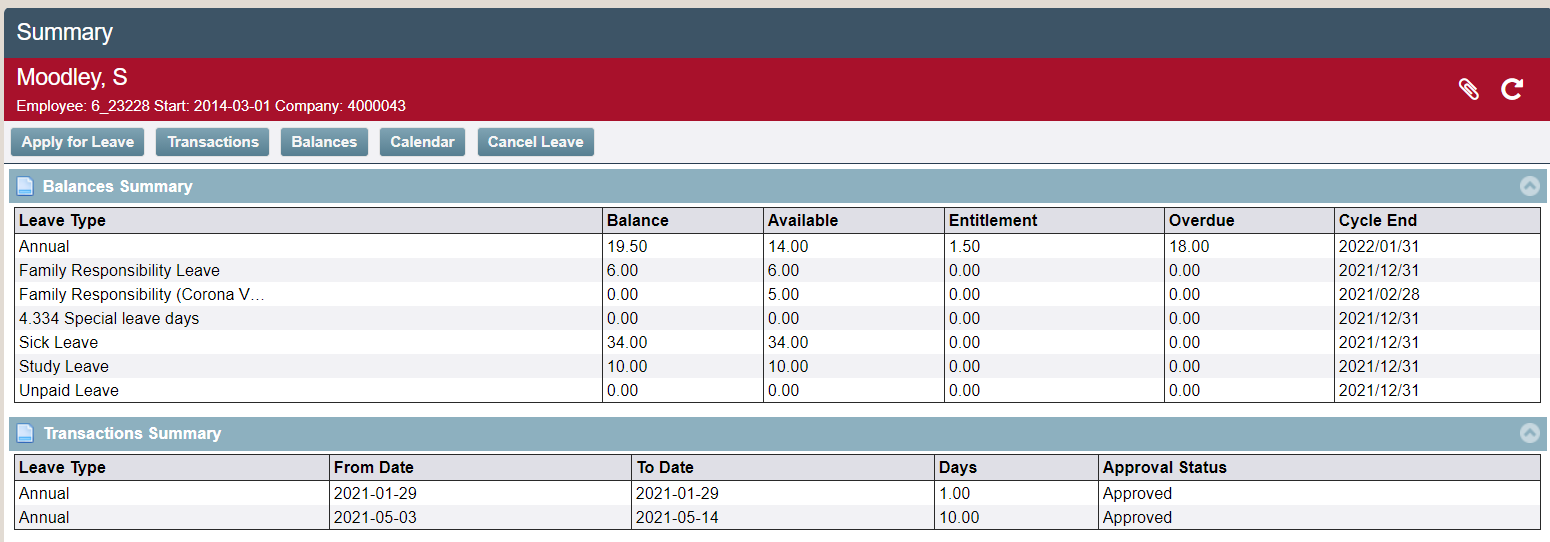 Summary
Moodley, S
Employee: 6_23228 Start: 2014-03-01 Company: 4000043
Apply for Leave Transactions Balances Calendar Cancel Leave
Balances Summary
Leave Type Balance Available Entitlement Overdue Cycle End
Annual 19.50 14.00 1.50 18.00 2022/01/31
Family Responsibility Leave 6.00 6.00 0.00 0.00 2021/12/31
Family Responsibility (Corona V... 0.00 5.00 0.00 0.00 2021/02/28
4.334 Special leave days 0.00 0.00 0.00 0.00 2021/12/31
Sick Leave 34.00 34.00 0.00 0.00 2021/12/31
Study Leave 10.00 10.00 0.00 0.00 2021/12/31
Unpaid Leave 0.00 0.00 0.00 0.00 2021/12/31
Transactions Summary
Leave Type From Date To Date Days Approval Status
Annual 2021-01-29 2021-01-29 1.00 Approved
Annual 2021-05-03 2021-05-14 10.00 Approved